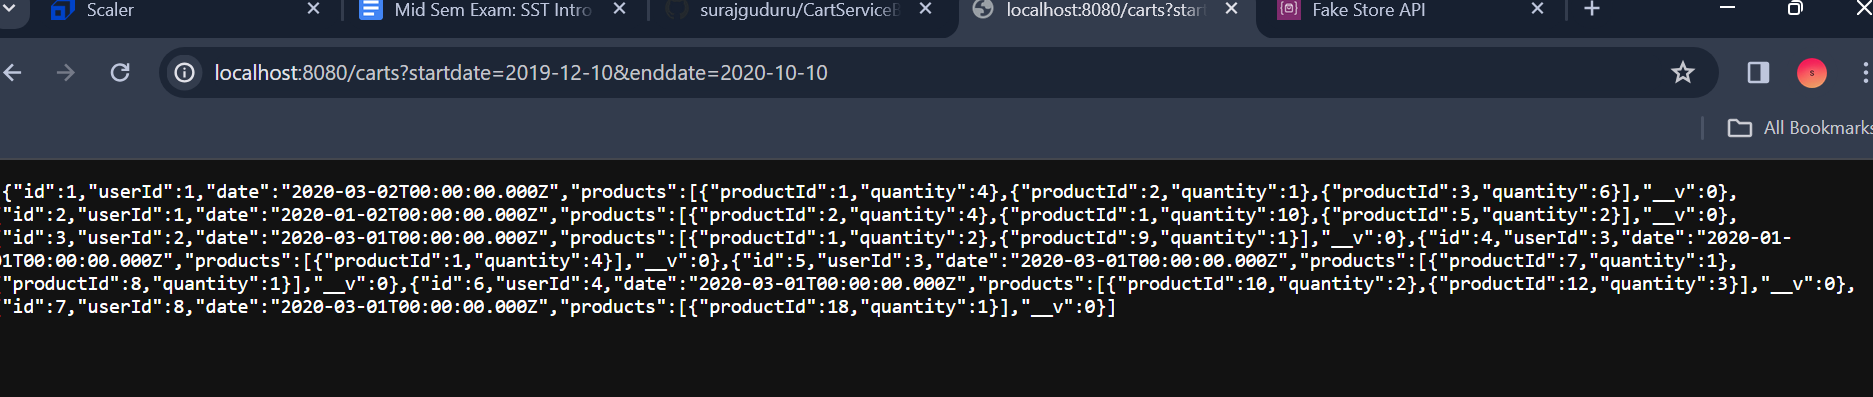 Scaler
Mid Sem Exam: SST Intro
surajguduru/CartServiceB
localhost:8080/carts?star
Fake Store API
localhost:8080/carts?startdate=2019-12-10&enddate=2020-10-10
All Bookmarks
{"id":1,"userId":1,"date":"2020-03-02T00:00:00.000Z","products":[{"productId":1,"quantity":4},{"productId":2,"quantity":1},{"productId":3,"quantity":6}],"__v":0},
"id":2,"userId":1,"date":"2020-01-02T00:00:00.000Z","products":[{"productId":2,"quantity":4},{"productId":1,"quantity":10},{"productId":5,"quantity":2}],"__v":0},
"id":3,"userId":2,"date":"2020-03-01T00:00:00.000Z","products":[{"productId":1,"quantity":2},{"productId":9,"quantity":1}],"__v":0},{"id":4,"userId":3,"date":"2020-01-
1T00:00:00.000Z","products":[{"productId":1,"quantity":4}],"__v":0},{"id":5,"userId":3,"date":"2020-03-01T00:00:00.000Z","products":[{"productId":7,"quantity":1},
"productId":8,"quantity":1}],"__v":0},{"id":6,"userId":4,"date":"2020-03-01T00:00:00.000Z","products":[{"productId":10,"quantity":2},{"productId":12,"quantity":3}],"__v":0},
"id":7,"userId":8,"date":"2020-03-01T00:00:00.000Z","products":[{"productId":18,"quantity":1}],"__v":0}]